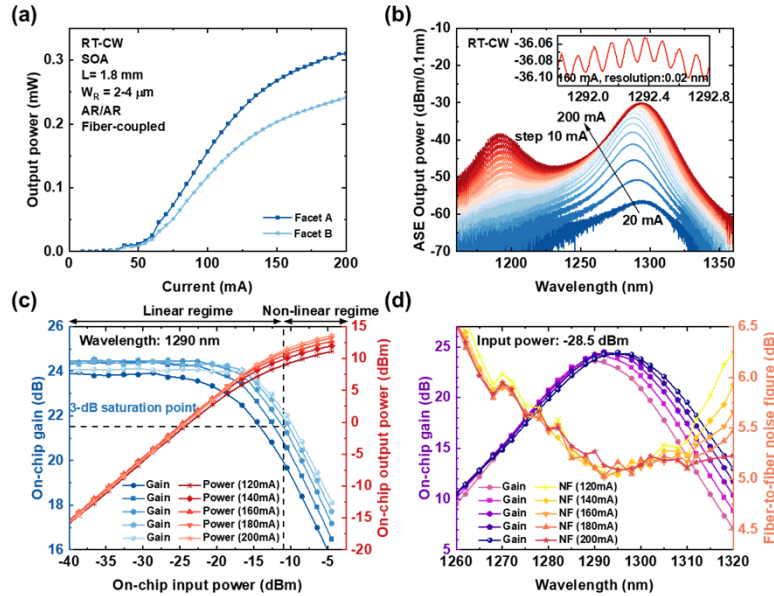 (a)
RT-CW
SOA
L= 1.8 mm
W_R = 2-4 μm
AR/AR
Fiber-coupled
0.3
0.2
0.1
0.0
Output power (mW)
Facet A
Facet B
0 50 100 150 200
Current (mA)
(b)
RT-CW
-10
-20
-30
-40
-50
-60
-70
ASE Output power (dBm/0.1nm)
-36.06
-36.08
-36.10
160 mA, resolution:0.02 nm
1292.0 1292.4 1292.8
200 mA
step 10 mA
20 mA
1200 1250 1300 1350
Wavelength (nm)
(c)
Linear regime
Non-linear regime
Wavelength: 1290 nm
3-dB saturation point
26
24
22
20
18
16
On-chip gain (dB)
15
10
5
0
-5
-10
-15
-20
On-chip output power (dBm)
Gain Power (120mA)
Gain Power (140mA)
Gain Power (160mA)
Gain Power (180mA)
Gain Power (200mA)
-40 -35 -30 -25 -20 -15 -10 -5
On-chip input power (dBm)
(d)
Input power: -28.5 dBm
25
20
15
10
5
On-chip gain (dB)
6.5
6.0
5.5
5.0
4.5
Fiber-to-fiber noise figure (dB)
Gain NF (120mA)
Gain NF (140mA)
Gain NF (160mA)
Gain NF (180mA)
Gain NF (200mA)
1260 1270 1280 1290 1300 1310 1320
Wavelength (nm)